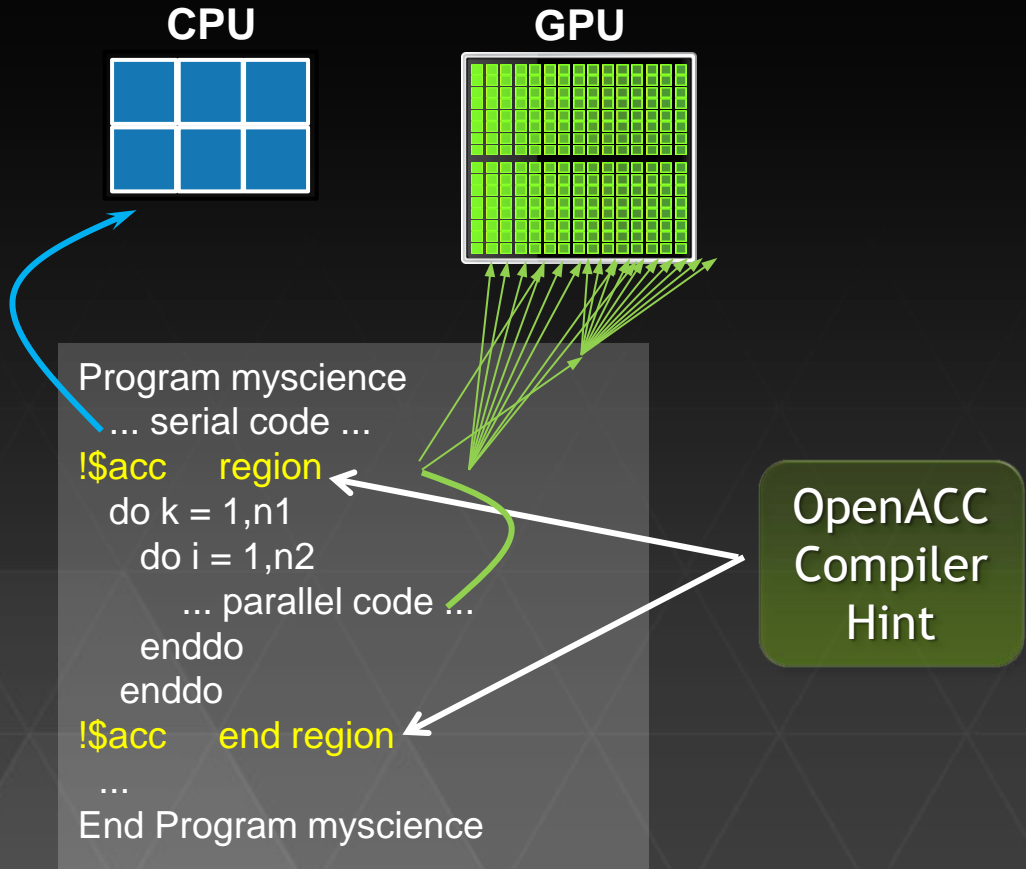 CPU
GPU
Program myscience
... serial code ...
!$acc region
do k = 1,n1
do i = 1,n2
... parallel code ...
enddo
enddo
!$acc end region
...
End Program myscience
OpenACC
Compiler
Hint